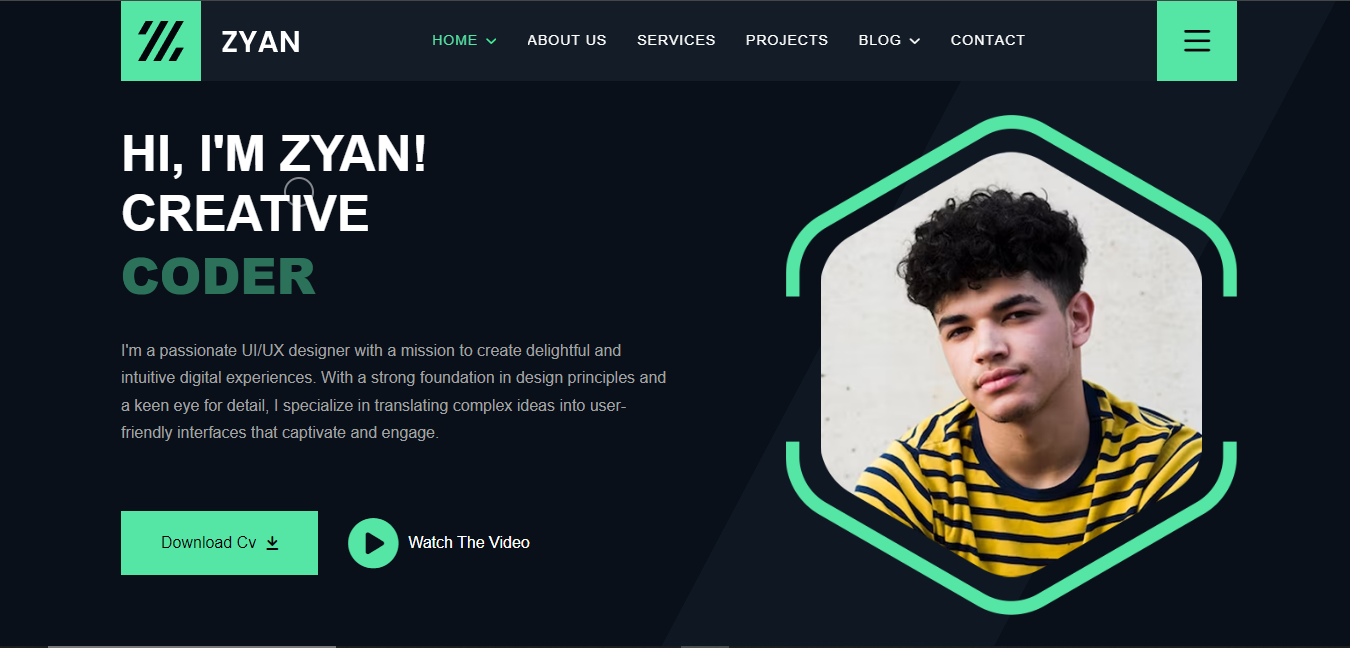 ZYAN
HOME
ABOUT US
SERVICES
PROJECTS
BLOG
CONTACT
HI, I'M ZYAN!
CREATIVE
CODER
I'm a passionate UI/UX designer with a mission to create delightful and
intuitive digital experiences. With a strong foundation in design principles and
a keen eye for detail, I specialize in translating complex ideas into user-
friendly interfaces that captivate and engage.
Download Cv
Watch The Video